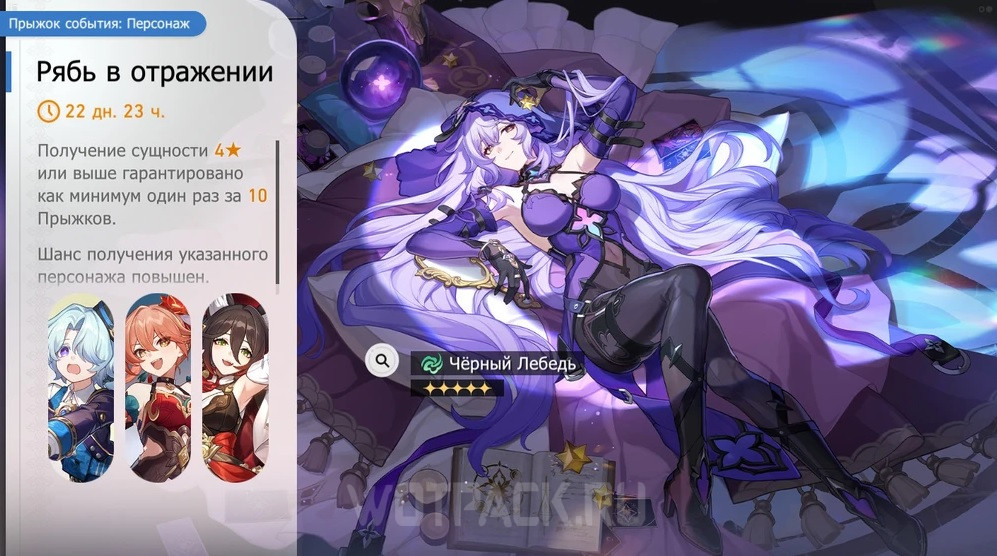 Прыжок события: Персонаж
Рябь в отражении
22 дн. 23 ч.
Получение сущности 4★
или выше гарантировано
как минимум один раз за 10
Прыжков.
Шанс получения указанного
персонажа повышен.
Чёрный Лебедь
WOTPACK.RU